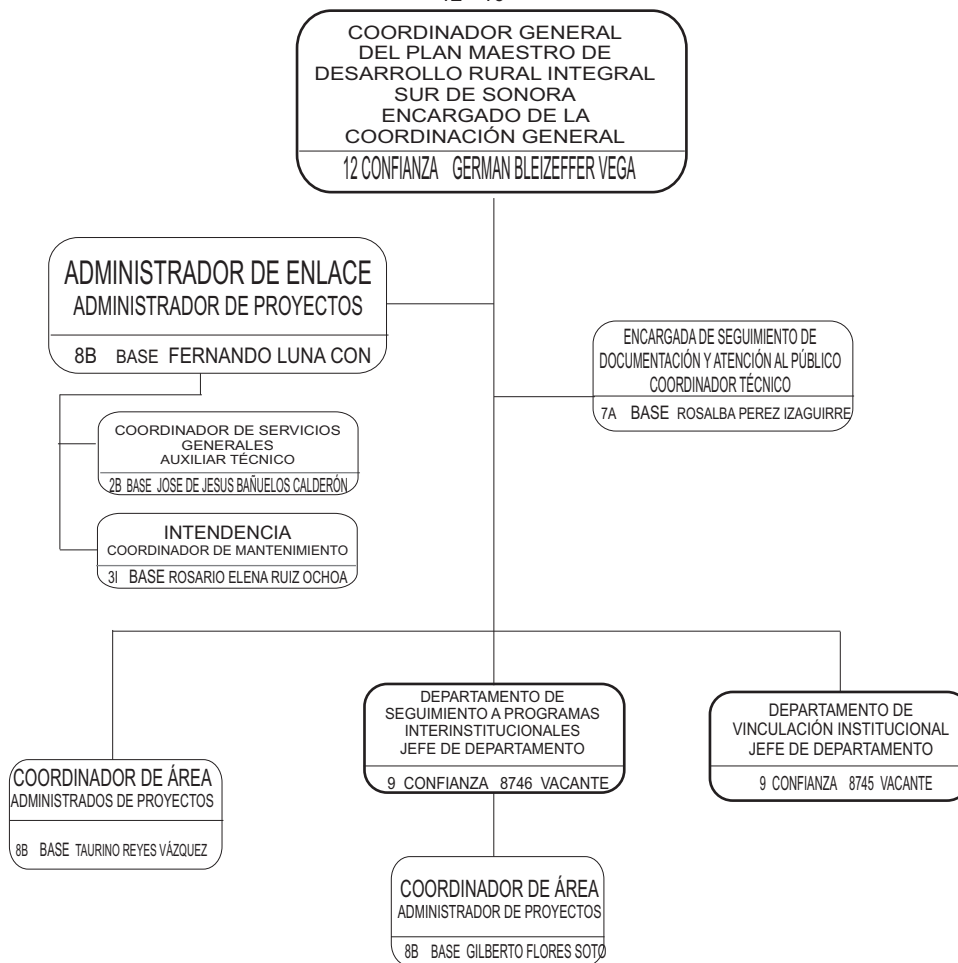 COORDINADOR GENERAL
DEL PLAN MAESTRO DE
DESARROLLO RURAL INTEGRAL
SUR DE SONORA
ENCARGADO DE LA
COORDINACIÓN GENERAL
12 CONFIANZA GERMAN BLEIZEFFER VEGA
ADMINISTRADOR DE ENLACE
ADMINISTRADOR DE PROYECTOS
8B BASE FERNANDO LUNA CON
ENCARGADA DE SEGUIMIENTO DE
DOCUMENTACIÓN Y ATENCIÓN AL PÚBLICO
COORDINADOR TÉCNICO
7A BASE ROSALBA PEREZ IZAGUIRRE
COORDINADOR DE SERVICIOS
GENERALES
AUXILIAR TÉCNICO
2B BASE JOSE DE JESUS BAÑUELOS CALDERÓN
INTENDENCIA
COORDINADOR DE MANTENIMIENTO
3I BASE ROSARIO ELENA RUIZ OCHOA
DEPARTAMENTO DE
SEGUIMIENTO A PROGRAMAS
INTERINSTITUCIONALES
JEFE DE DEPARTAMENTO
9 CONFIANZA 8746 VACANTE
DEPARTAMENTO DE
VINCULACIÓN INSTITUCIONAL
JEFE DE DEPARTAMENTO
9 CONFIANZA 8745 VACANTE
COORDINADOR DE ÁREA
ADMINISTRADOS DE PROYECTOS
8B BASE TAURINO REYES VÁZQUEZ
COORDINADOR DE ÁREA
ADMINISTRADOR DE PROYECTOS
8B BASE GILBERTO FLORES SOTO